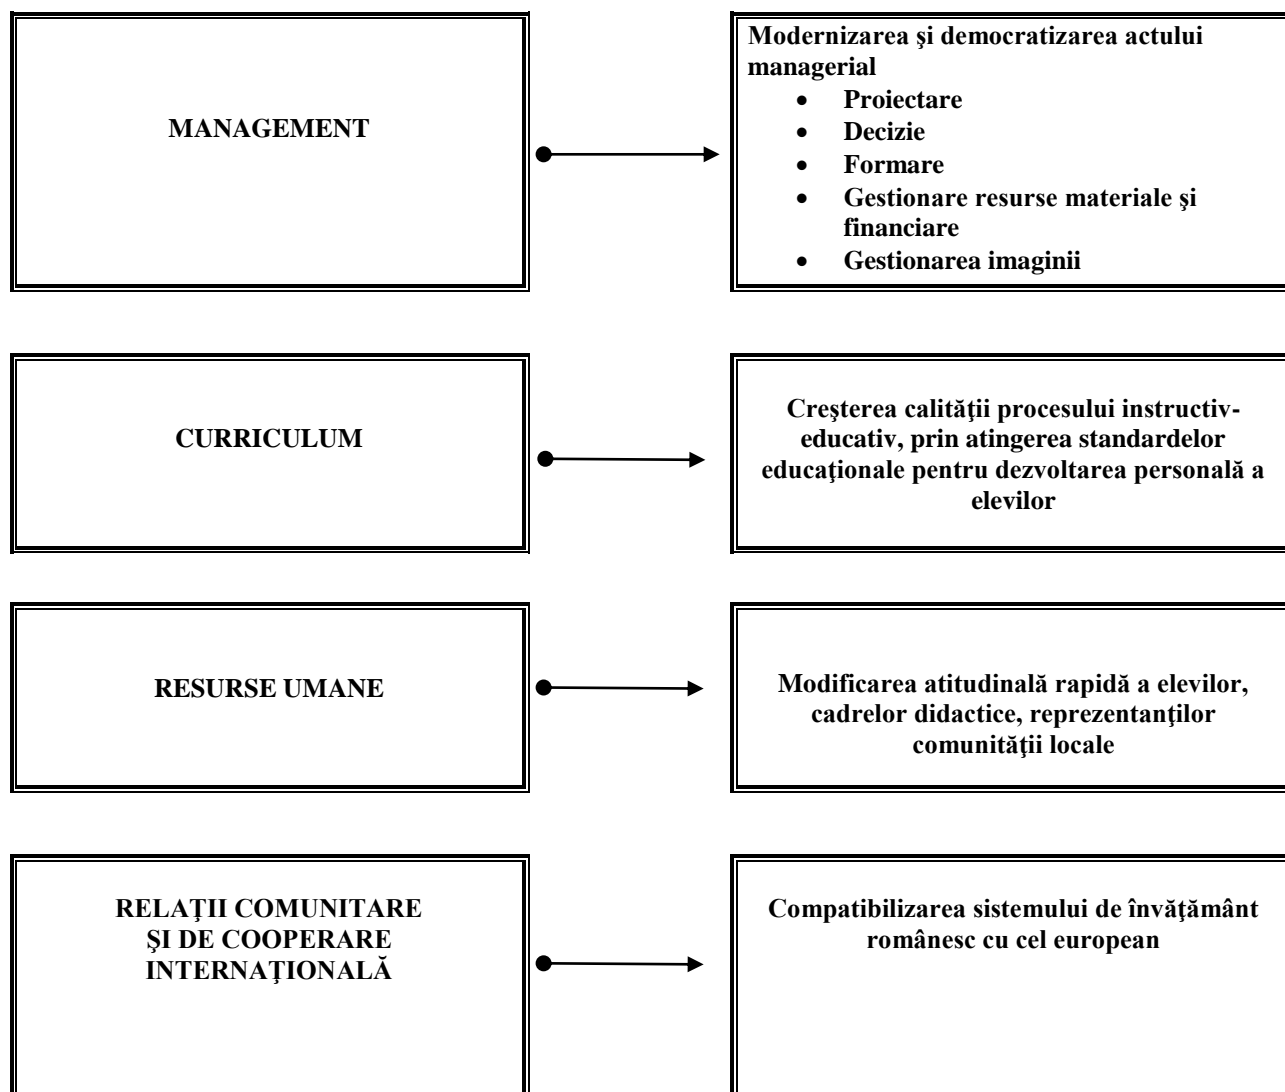 MANAGEMENT
Modernizarea şi democratizarea actului
managerial
• Proiectare
• Decizie
• Formare
• Gestionare resurse materiale şi
financiare
• Gestionarea imaginii
CURRICULUM
Creşterea calităţii procesului instructiv-
educativ, prin atingerea standardelor
educaţionale pentru dezvoltarea personală a
elevilor
RESURSE UMANE
Modificarea atitudinală rapidă a elevilor,
cadrelor didactice, reprezentanţilor
comunităţii locale
RELAŢII COMUNITARE
ŞI DE COOPERARE
INTERNAŢIONALĂ
Compatibilizarea sistemului de învăţământ
românesc cu cel european